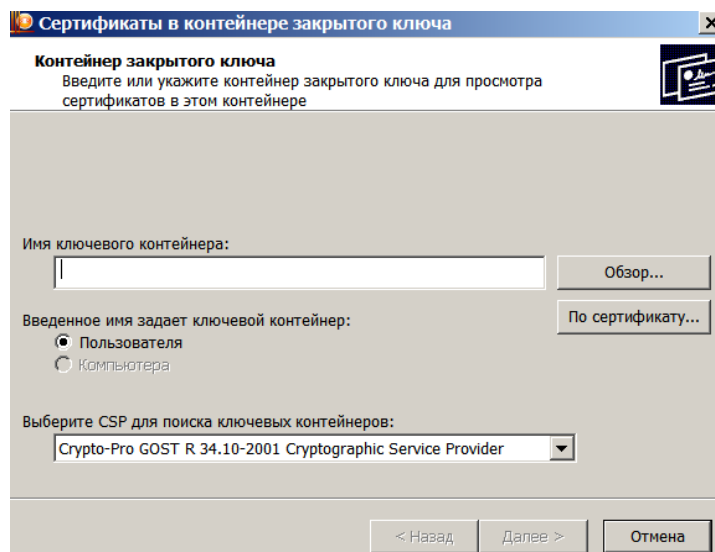 Сертификаты в контейнере закрытого ключа
Контейнер закрытого ключа
Введите или укажите контейнер закрытого ключа для просмотра
сертификатов в этом контейнере
Имя ключевого контейнера:
Обзор...
По сертификату...
Введенное имя задает ключевой контейнер:
Пользователя
Компьютера
Выберите CSP для поиска ключевых контейнеров:
Crypto-Pro GOST R 34.10-2001 Cryptographic Service Provider
< Назад
Далее >
Отмена